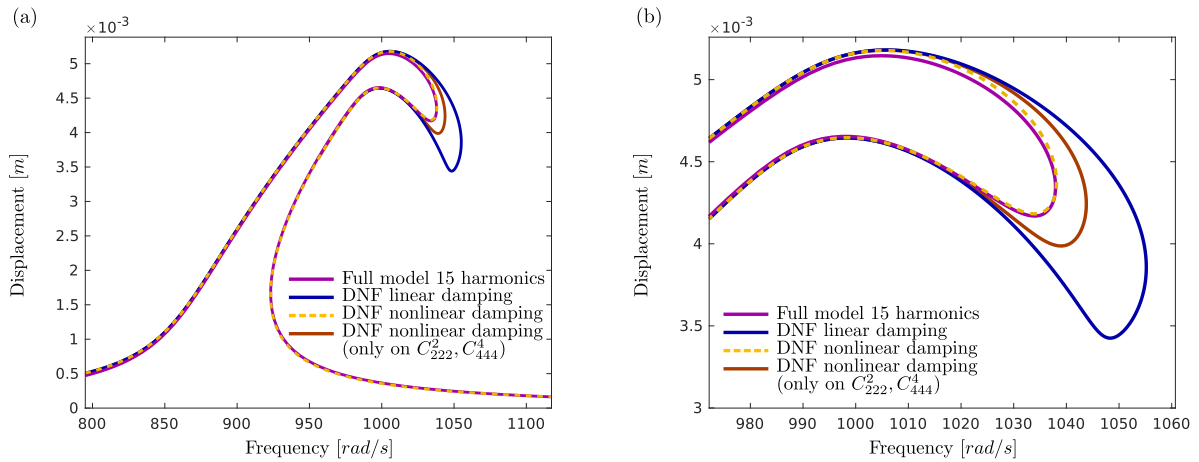 (a)
×10⁻³
5
4.5
4
3.5
3
2.5
2
1.5
1
0.5
0
800 850 900 950 1000 1050 1100
Displacement [m]
Frequency [rad/s]
Full model 15 harmonics
DNF linear damping
DNF nonlinear damping
DNF nonlinear damping
(only on C²₂₂₂, C⁴₄₄₄)
(b)
×10⁻³
5
4.5
4
3.5
3
980 990 1000 1010 1020 1030 1040 1050 1060
Displacement [m]
Frequency [rad/s]
Full model 15 harmonics
DNF linear damping
DNF nonlinear damping
DNF nonlinear damping
(only on C²₂₂₂, C⁴₄₄₄)